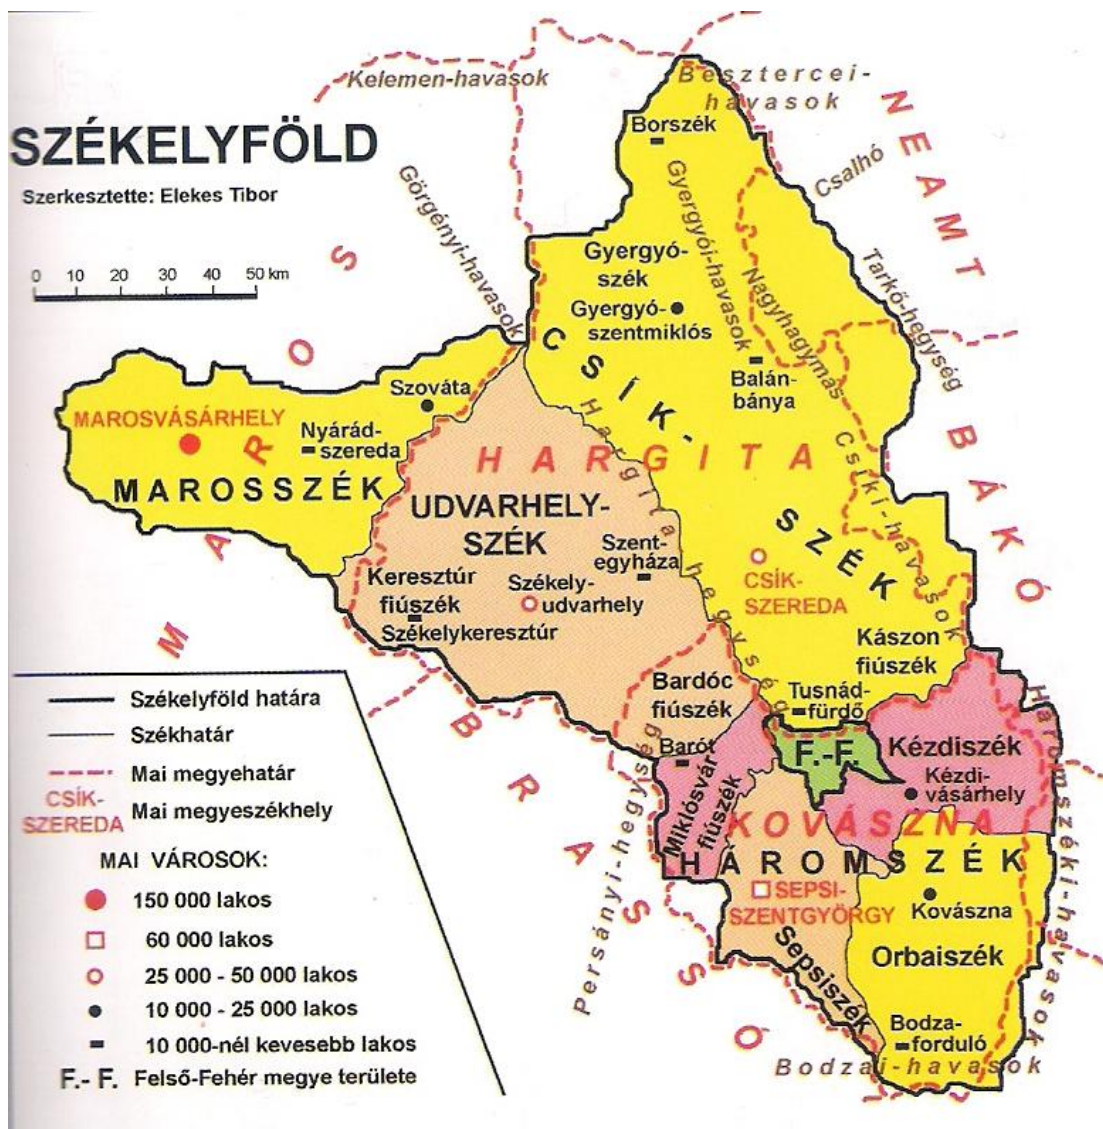 Kelemen-havasok
Besztercei-
havasok
NEAMT
SZÉKELYFÖLD
Szerkesztette: Elekes Tibor
0 10 20 30 40 50 km
Borszék
Csalhó
Görgényi-havasok
Gyergyói-havasok
Gyergyó-
szék
Gyergyó-
szentmiklós
Nagyhagymás
Tarkő-hegység
Balán-
bánya
CSÍK-
SZÉK
BÁKÓ
MAROS
Szováta
MAROSVÁSÁRHELY
Nyárád-
szereda
MAROSSZÉK
HARGITA
Hargita hegység
Csíki-havasok
UDVARHELY-
SZÉK
Szent-
egyháza
Keresztúr
fiúszék
Székely-
udvarhely
Székelykeresztúr
CSÍK-
SZEREDA
Kászon
fiúszék
Bardóc
fiúszék
Tusnád-
fürdő
F.-F.
Kézdiszék
Kézdi-
vásárhely
Barót
Miklósvár
fiúszék
KOVÁSZNA
HÁROMSZÉK
Háromszéki-havasok
Persányi-hegység
BRASSÓ
SEPSI-
SZENTGYÖRGY
Sepsiszék
Kovászna
Orbaiszék
Bodza-
forduló
Bodzai-havasok
Székelyföld határa
Székhatár
Mai megyehatár
CSÍK-
SZEREDA Mai megyeszékhely
MAI VÁROSOK:
150 000 lakos
60 000 lakos
25 000 - 50 000 lakos
10 000 - 25 000 lakos
10 000-nél kevesebb lakos
F.- F. Felső-Fehér megye területe